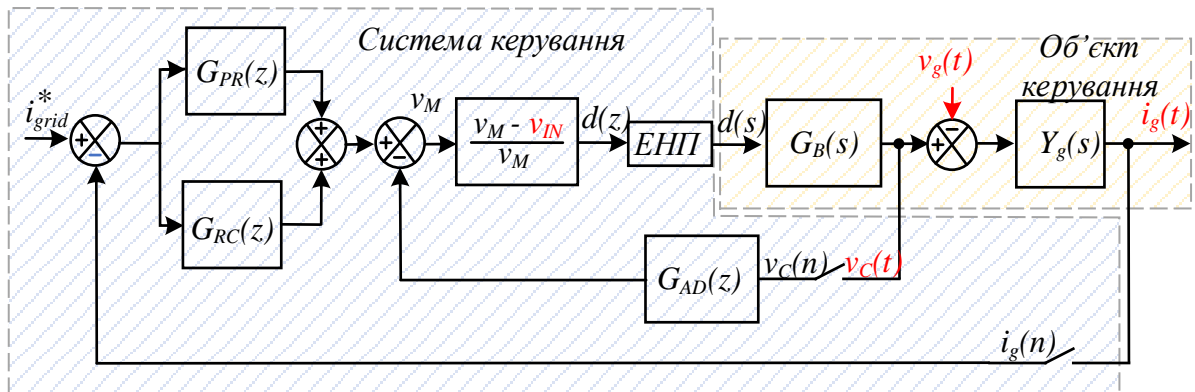 Система керування
Об’єкт
керування
G_PR(z)
i*_grid
v_M
v_M - v_IN
v_M
d(z)
ЕНП
d(s)
G_B(s)
v_g(t)
Y_g(s)
i_g(t)
G_RC(z)
G_AD(z)
v_C(n)
v_C(t)
i_g(n)